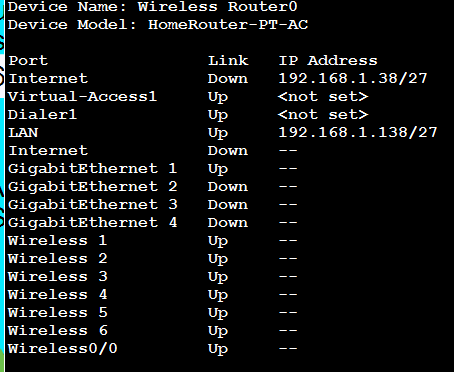 Device Name: Wireless Router0
Device Model: HomeRouter-PT-AC
Port Link IP Address
Internet Down 192.168.1.38/27
Virtual-Access1 Up <not set>
Dialer1 Up <not set>
LAN Up 192.168.1.138/27
Internet Down --
GigabitEthernet 1 Up --
GigabitEthernet 2 Down --
GigabitEthernet 3 Down --
GigabitEthernet 4 Down --
Wireless 1 Up --
Wireless 2 Up --
Wireless 3 Up --
Wireless 4 Up --
Wireless 5 Up --
Wireless 6 Up --
Wireless0/0 Up --